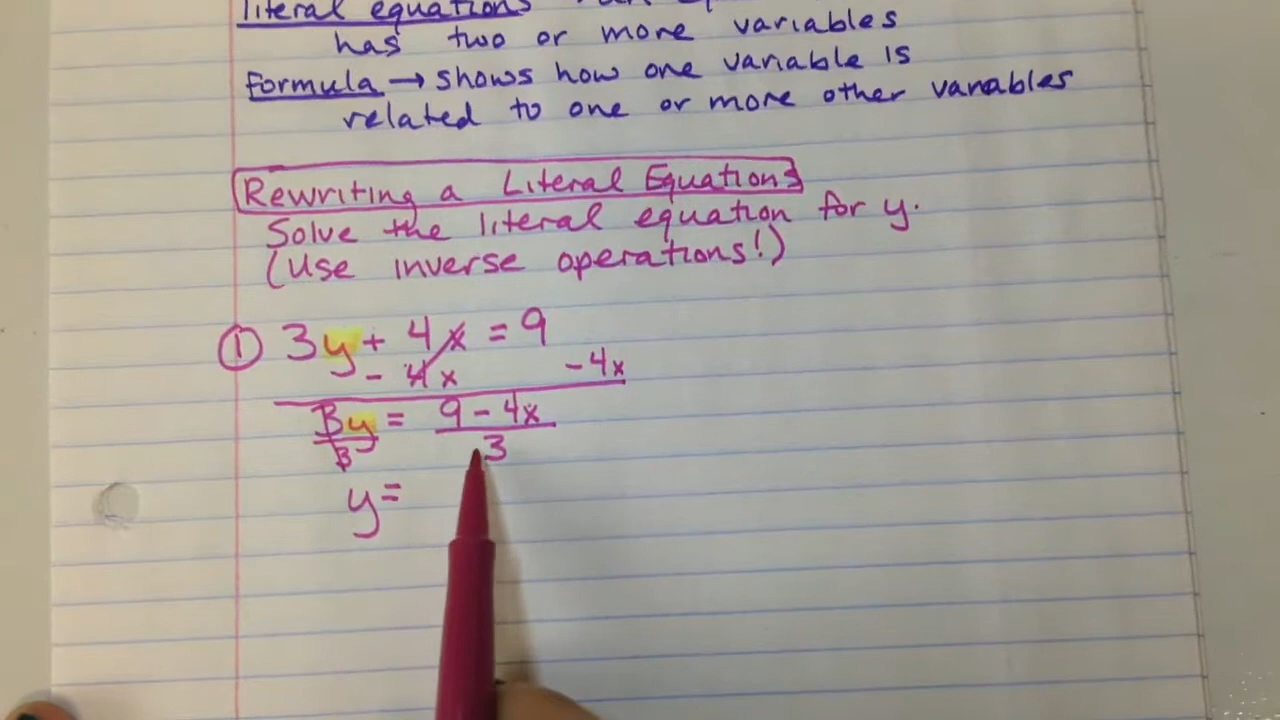 literal equations
has two or more variables
formula → shows how one variable is
related to one or more other variables
Rewriting a Literal Equations
Solve the literal equation for y.
(Use inverse operations!)
① 3y + 4x = 9
- 4x - 4x
3y = 9 - 4x
3 3
y =